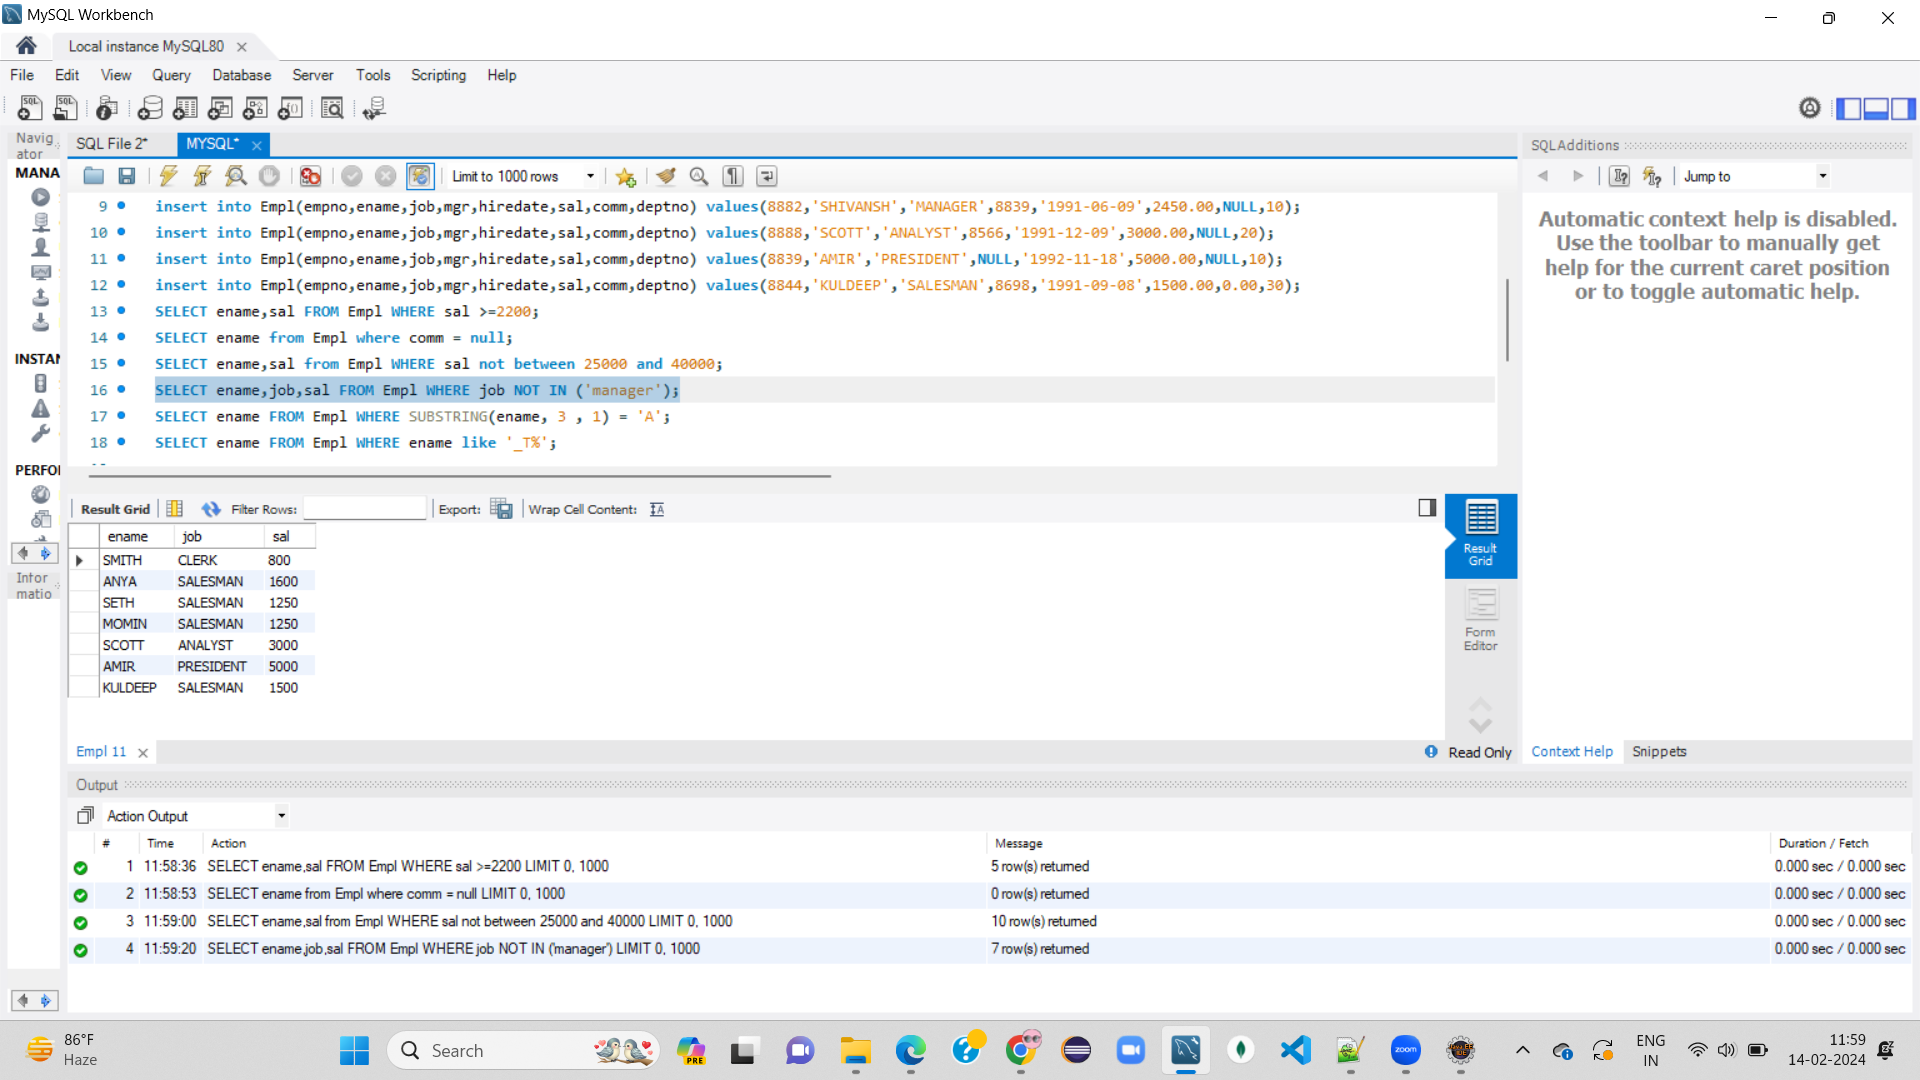 MySQL Workbench
Local instance MySQL80
File Edit View Query Database Server Tools Scripting Help
Navig
ator
MANA
INSTAN
PERFO
Infor
matio
SQL File 2*
MYSQL*
Limit to 1000 rows
9 insert into Empl(empno,ename,job,mgr,hiredate,sal,comm,deptno) values(8882,'SHIVANSH','MANAGER',8839,'1991-06-09',2450.00,NULL,10);
10 insert into Empl(empno,ename,job,mgr,hiredate,sal,comm,deptno) values(8888,'SCOTT','ANALYST',8566,'1991-12-09',3000.00,NULL,20);
11 insert into Empl(empno,ename,job,mgr,hiredate,sal,comm,deptno) values(8839,'AMIR','PRESIDENT',NULL,'1992-11-18',5000.00,NULL,10);
12 insert into Empl(empno,ename,job,mgr,hiredate,sal,comm,deptno) values(8844,'KULDEEP','SALESMAN',8698,'1991-09-08',1500.00,0.00,30);
13 SELECT ename,sal FROM Empl WHERE sal >=2200;
14 SELECT ename from Empl where comm = null;
15 SELECT ename,sal from Empl WHERE sal not between 25000 and 40000;
16 SELECT ename,job,sal FROM Empl WHERE job NOT IN ('manager');
17 SELECT ename FROM Empl WHERE SUBSTRING(ename, 3 , 1) = 'A';
18 SELECT ename FROM Empl WHERE ename like '_T%';
Result Grid Filter Rows: Export: Wrap Cell Content:
ename job sal
SMITH CLERK 800
ANYA SALESMAN 1600
SETH SALESMAN 1250
MOMIN SALESMAN 1250
SCOTT ANALYST 3000
AMIR PRESIDENT 5000
KULDEEP SALESMAN 1500
Result
Grid
Form
Editor
Empl 11
Read Only
SQLAdditions
Jump to
Automatic context help is disabled.
Use the toolbar to manually get
help for the current caret position
or to toggle automatic help.
Context Help Snippets
Output
Action Output
# Time Action Message Duration / Fetch
1 11:58:36 SELECT ename,sal FROM Empl WHERE sal >=2200 LIMIT 0, 1000 5 row(s) returned 0.000 sec / 0.000 sec
2 11:58:53 SELECT ename from Empl where comm = null LIMIT 0, 1000 0 row(s) returned 0.000 sec / 0.000 sec
3 11:59:00 SELECT ename,sal from Empl WHERE sal not between 25000 and 40000 LIMIT 0, 1000 10 row(s) returned 0.000 sec / 0.000 sec
4 11:59:20 SELECT ename,job,sal FROM Empl WHERE job NOT IN ('manager') LIMIT 0, 1000 7 row(s) returned 0.000 sec / 0.000 sec
86°F
Haze
Search
PRE
zoom
ENG
IN
11:59
14-02-2024